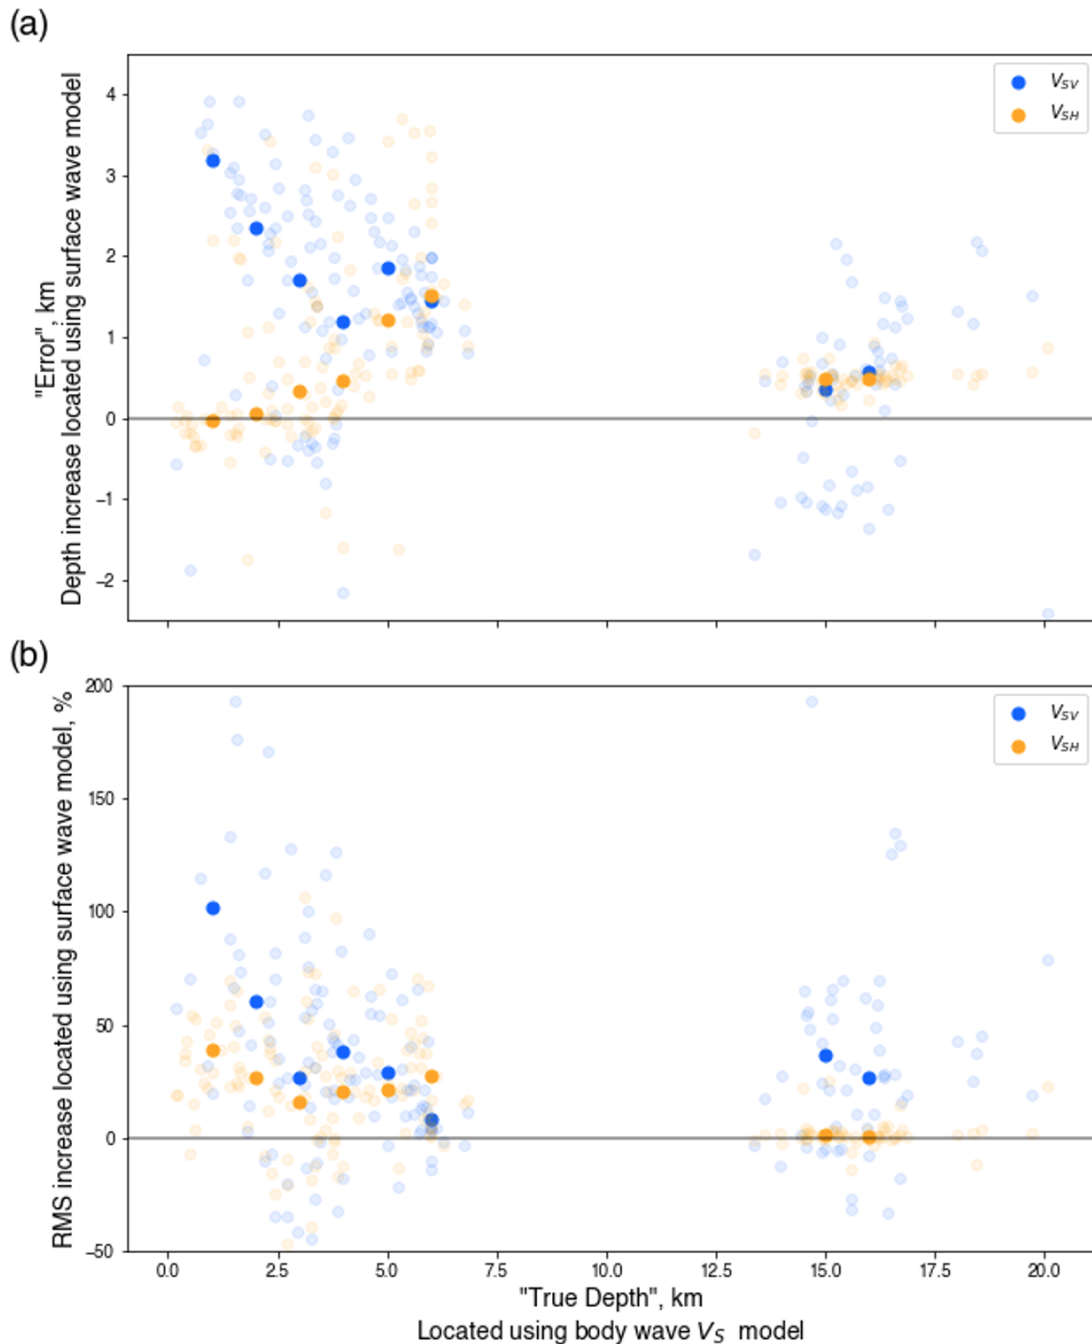 (a)
"Error", km
Depth increase located using surface wave model
4
3
2
1
0
−1
−2
V_SV
V_SH
(b)
RMS increase located using surface wave model, %
200
150
100
50
0
−50
V_SV
V_SH
0.0 2.5 5.0 7.5 10.0 12.5 15.0 17.5 20.0
"True Depth", km
Located using body wave V_S model